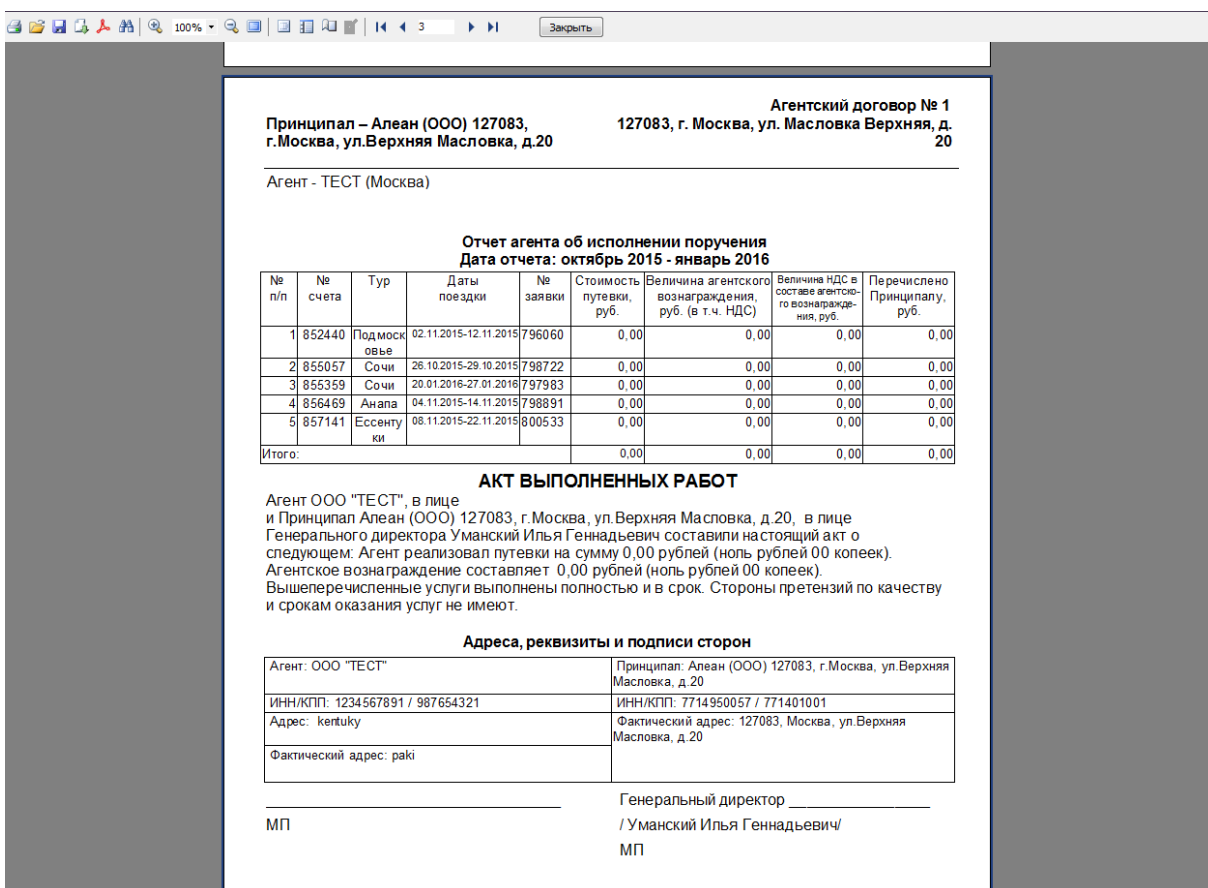 100%
3
Закрыть
Агентский договор № 1
Принципал – Алеан (ООО) 127083, 127083, г. Москва, ул. Масловка Верхняя, д.
г.Москва, ул.Верхняя Масловка, д.20 20
Агент - ТЕСТ (Москва)
Отчет агента об исполнении поручения
Дата отчета: октябрь 2015 - январь 2016
№ № Тур Даты № Стоимость Величина агентского Величина НДС в Перечислено
п/п счета поездки заявки путевки, вознаграждения, составе агентско- Принципалу,
руб. руб. (в т.ч. НДС) го вознагражде- руб.
ния, руб.
1 852440 Подмоск 02.11.2015-12.11.2015 796060 0,00 0,00 0,00 0,00
овье
2 855057 Сочи 26.10.2015-29.10.2015 798722 0,00 0,00 0,00 0,00
3 855359 Сочи 20.01.2016-27.01.2016 797983 0,00 0,00 0,00 0,00
4 856469 Анапа 04.11.2015-14.11.2015 798891 0,00 0,00 0,00 0,00
5 857141 Ессенту 08.11.2015-22.11.2015 800533 0,00 0,00 0,00 0,00
ки
Итого: 0,00 0,00 0,00 0,00
АКТ ВЫПОЛНЕННЫХ РАБОТ
Агент ООО "ТЕСТ", в лице
и Принципал Алеан (ООО) 127083, г.Москва, ул.Верхняя Масловка, д.20, в лице
Генерального директора Уманский Илья Геннадьевич составили настоящий акт о
следующем: Агент реализовал путевки на сумму 0,00 рублей (ноль рублей 00 копеек).
Агентское вознаграждение составляет 0,00 рублей (ноль рублей 00 копеек).
Вышеперечисленные услуги выполнены полностью и в срок. Стороны претензий по качеству
и срокам оказания услуг не имеют.
Адреса, реквизиты и подписи сторон
Агент: ООО "ТЕСТ" Принципал: Алеан (ООО) 127083, г.Москва, ул.Верхняя
Масловка, д.20
ИНН/КПП: 1234567891 / 987654321 ИНН/КПП: 7714950057 / 771401001
Адрес: kentuky Фактический адрес: 127083, Москва, ул.Верхняя
Масловка, д.20
Фактический адрес: paki
Генеральный директор
МП / Уманский Илья Геннадьевич/
МП